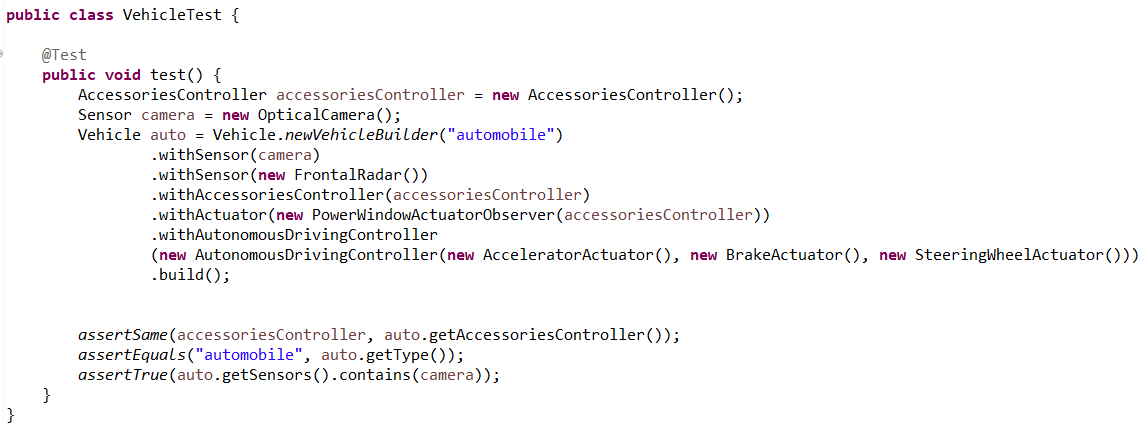 public class VehicleTest {
@Test
public void test() {
AccessoriesController accessoriesController = new AccessoriesController();
Sensor camera = new OpticalCamera();
Vehicle auto = Vehicle.newVehicleBuilder("automobile")
.withSensor(camera)
.withSensor(new FrontalRadar())
.withAccessoriesController(accessoriesController)
.withActuator(new PowerWindowActuatorObserver(accessoriesController))
.withAutonomousDrivingController
(new AutonomousDrivingController(new AcceleratorActuator(), new BrakeActuator(), new SteeringWheelActuator()))
.build();
assertSame(accessoriesController, auto.getAccessoriesController());
assertEquals("automobile", auto.getType());
assertTrue(auto.getSensors().contains(camera));
}
}